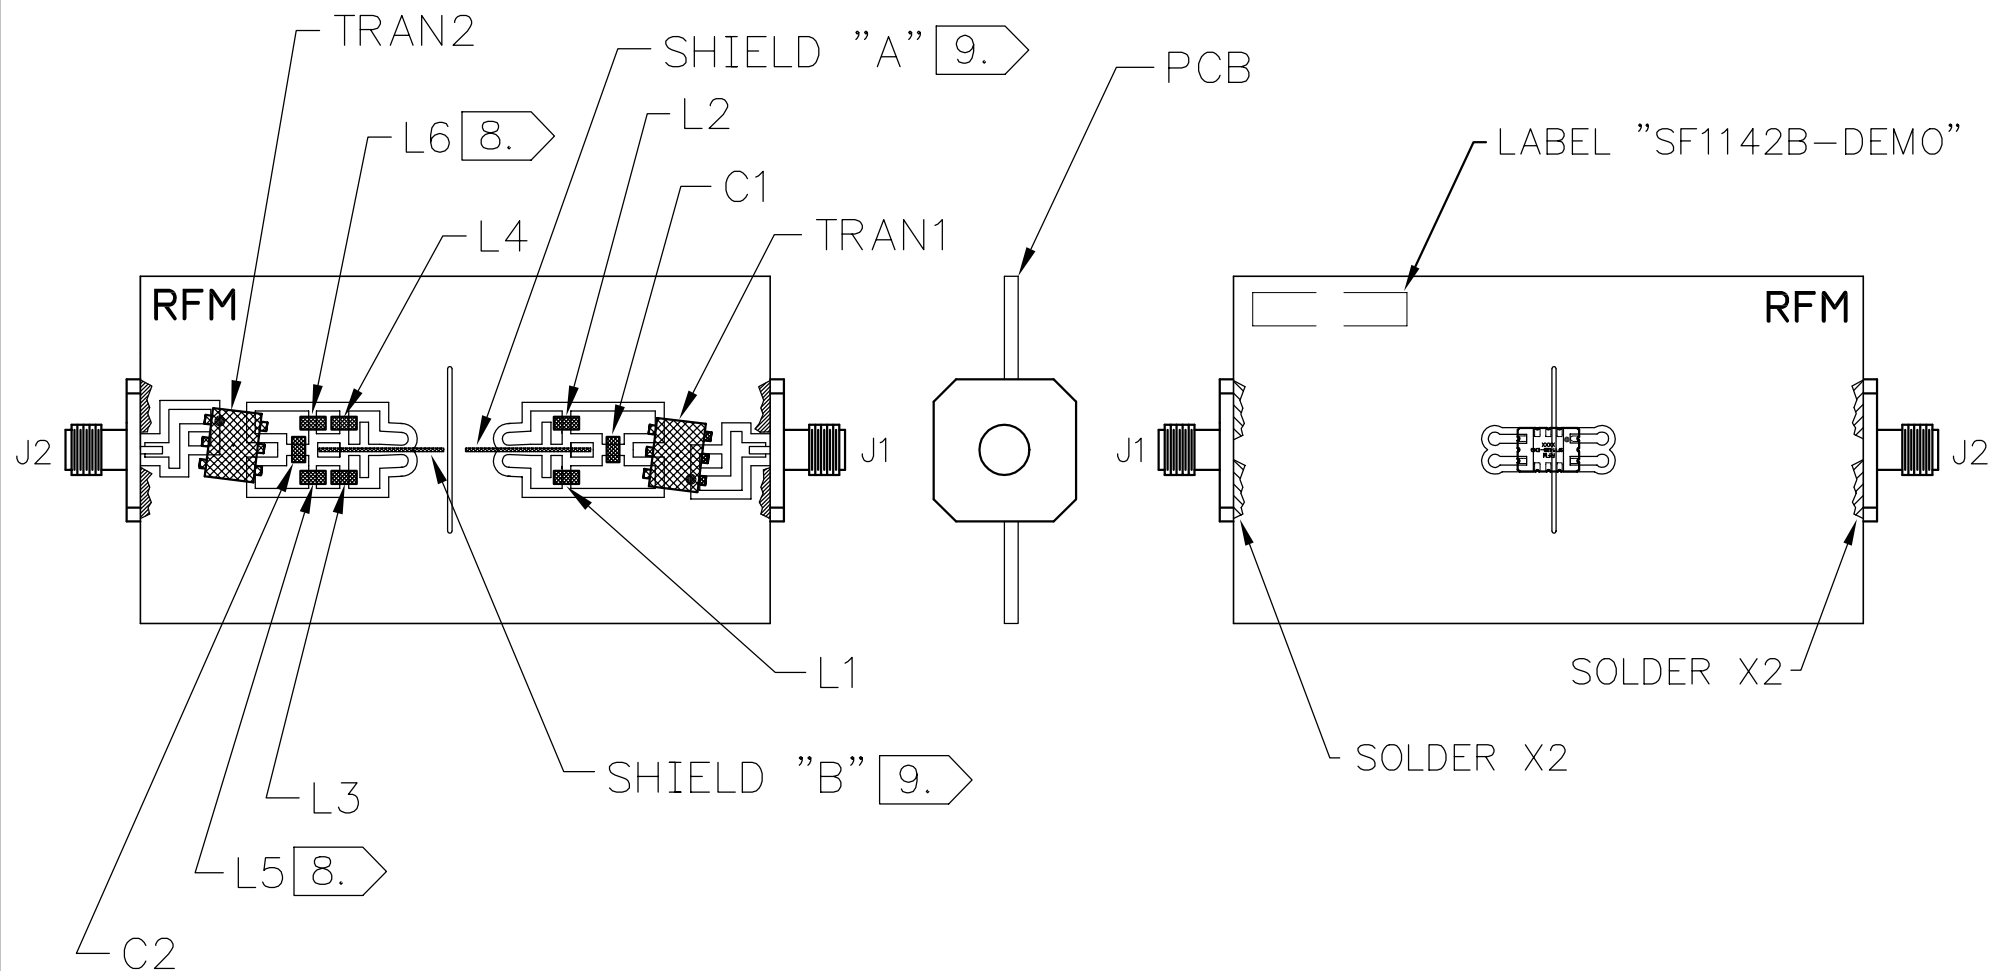 TRAN2
SHIELD "A" 9.
PCB
L6 8.
L2
LABEL "SF1142B-DEMO"
C1
L4
TRAN1
RFM
RFM
J2
J1
J1
J2
L1
SOLDER X2
SOLDER X2
SHIELD "B" 9.
L3
L5 8.
C2